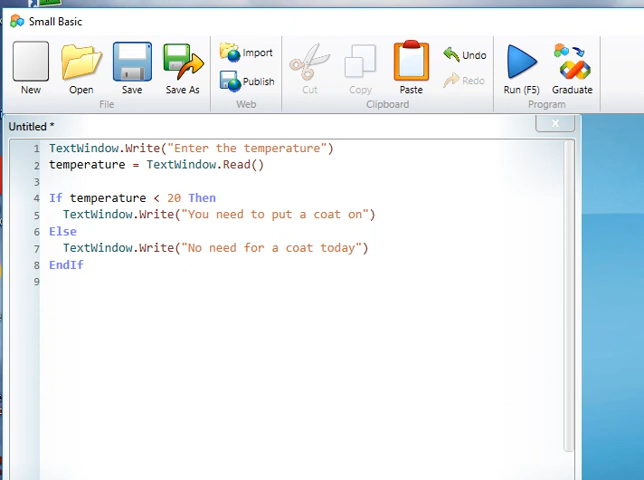 Small Basic
New
Open
Save
Save As
Import
Publish
Cut
Copy
Paste
Undo
Redo
Run (F5)
Graduate
File
Web
Clipboard
Program
Untitled *
x
1 TextWindow.Write("Enter the temperature")
2 temperature = TextWindow.Read()
3
4 If temperature < 20 Then
5 TextWindow.Write("You need to put a coat on")
6 Else
7 TextWindow.Write("No need for a coat today")
8 EndIf
9